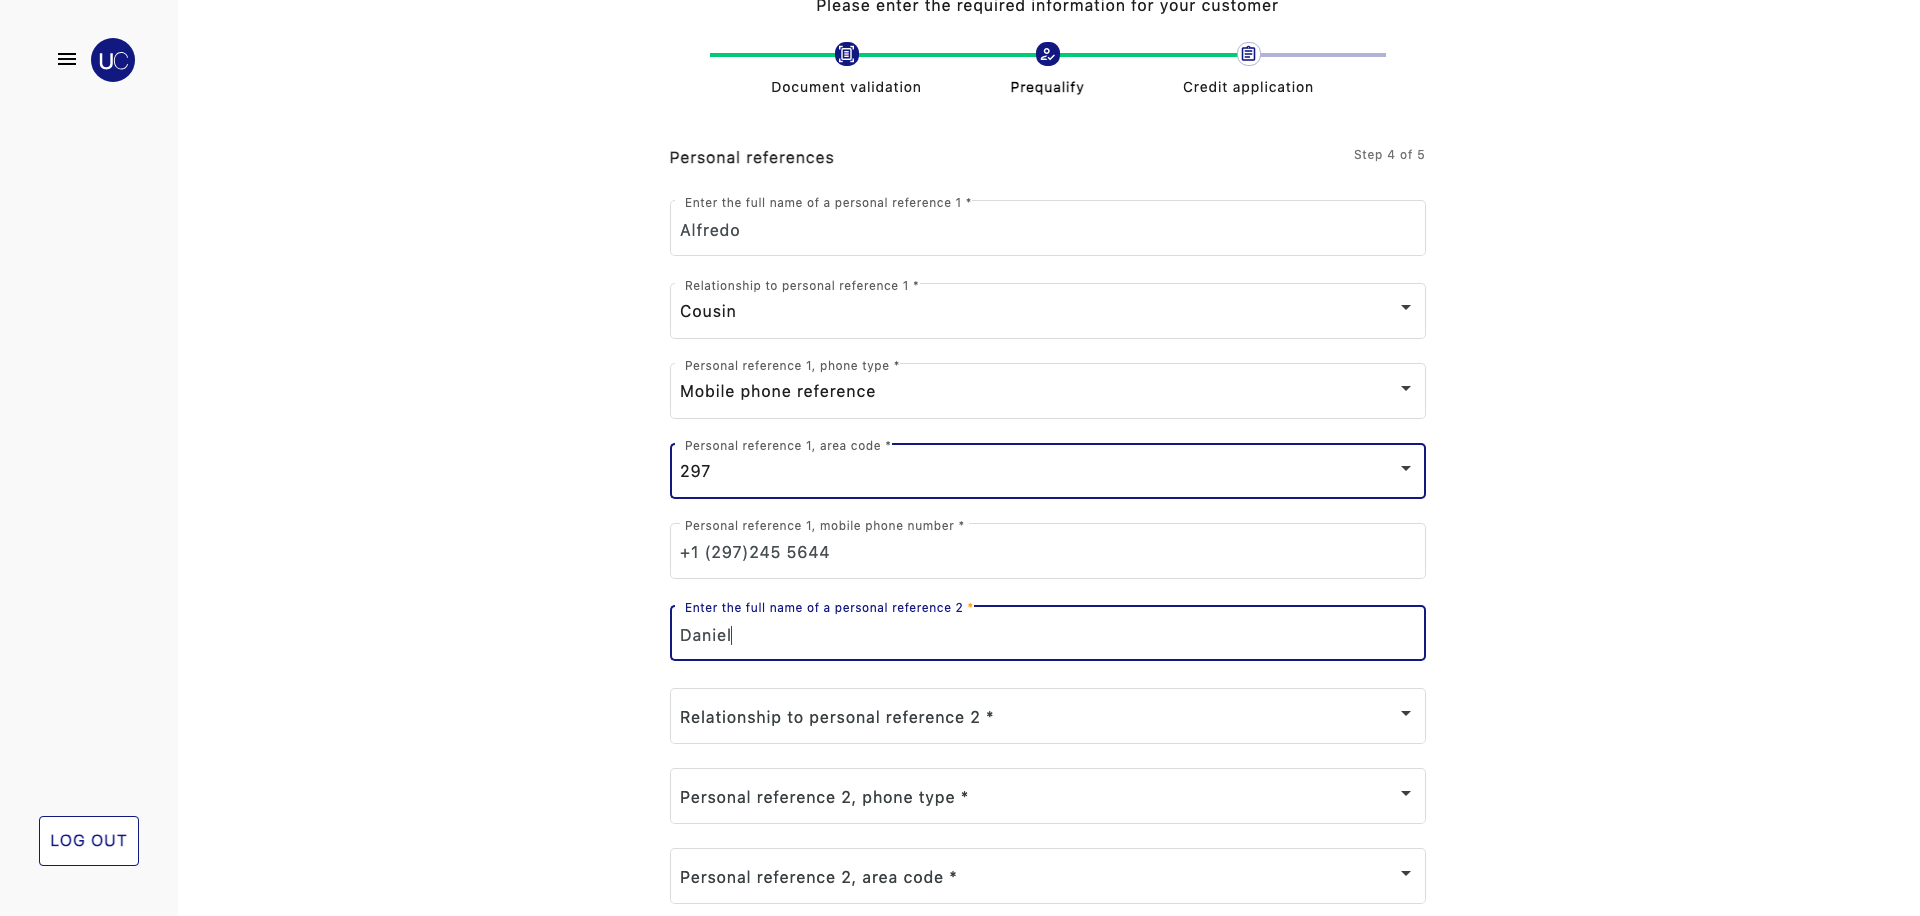 Please enter the required information for your customer
UC
Document validation
Prequalify
Credit application
Personal references
Step 4 of 5
Enter the full name of a personal reference 1 *
Alfredo
Relationship to personal reference 1 *
Cousin
Personal reference 1, phone type *
Mobile phone reference
Personal reference 1, area code *
297
Personal reference 1, mobile phone number *
+1 (297)245 5644
Enter the full name of a personal reference 2 *
Daniel
Relationship to personal reference 2 *
Personal reference 2, phone type *
LOG OUT
Personal reference 2, area code *